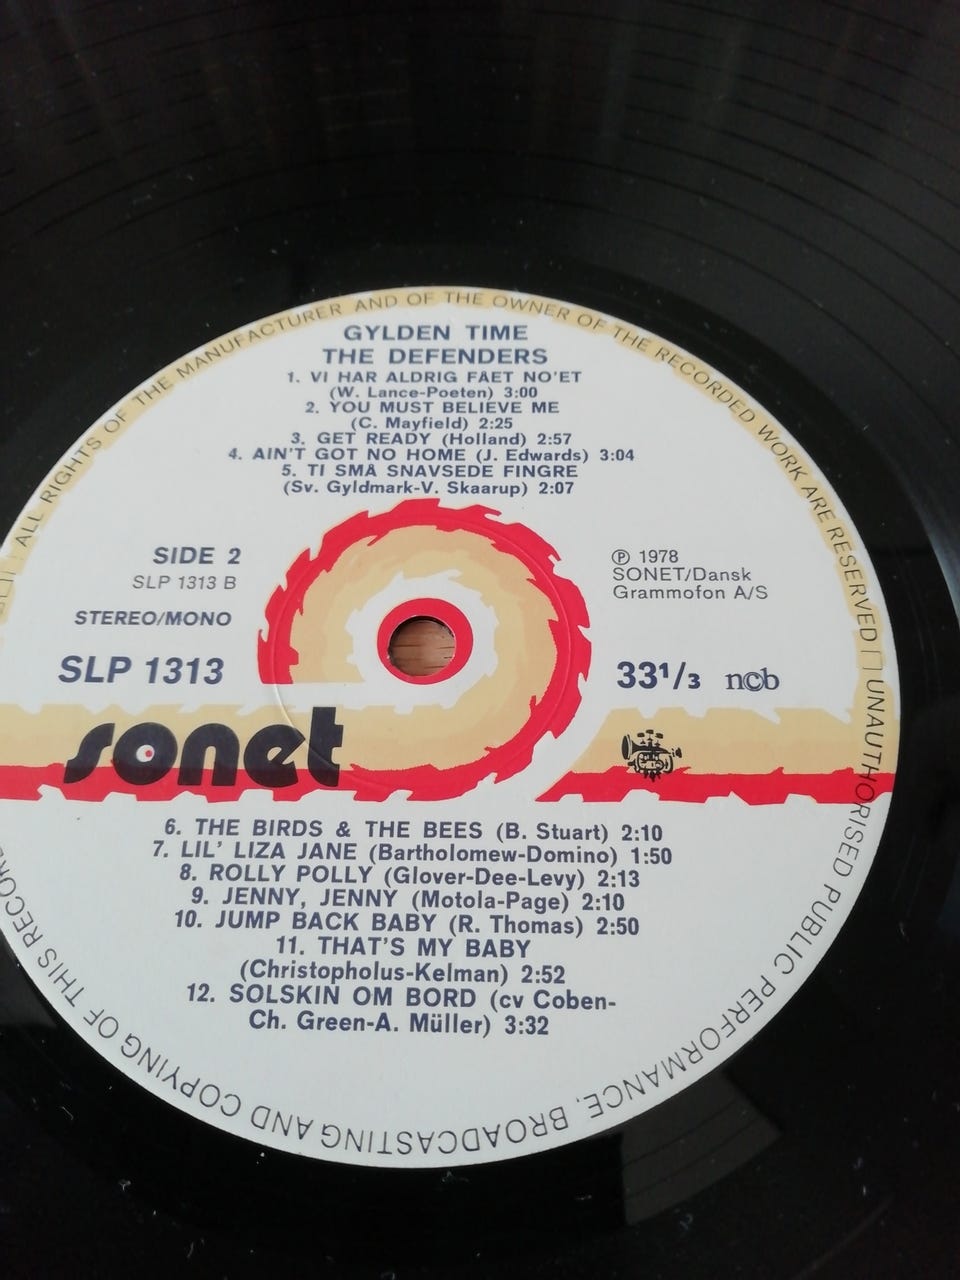 ALL RIGHTS OF THE MANUFACTURER AND OF THE OWNER OF THE RECORDED WORK ARE RESERVED
UNAUTHORISED PUBLIC PERFORMANCE, BROADCASTING AND COPYING OF THIS
GYLDEN TIME
THE DEFENDERS
1. VI HAR ALDRIG FÅET NO'ET
(W. Lance-Poeten) 3:00
2. YOU MUST BELIEVE ME
(C. Mayfield) 2:25
3. GET READY (Holland) 2:57
4. AIN'T GOT NO HOME (J. Edwards) 3:04
5. TI SMÅ SNAVSEDE FINGRE
(Sv. Gyldmark-V. Skaarup) 2:07
SIDE 2
SLP 1313 B
STEREO/MONO
SLP 1313
℗ 1978
SONET/Dansk
Grammofon A/S
33¹/₃ ncb
sonet
6. THE BIRDS & THE BEES (B. Stuart) 2:10
7. LIL' LIZA JANE (Bartholomew-Domino) 1:50
8. ROLLY POLLY (Glover-Dee-Levy) 2:13
9. JENNY, JENNY (Motola-Page) 2:10
10. JUMP BACK BABY (R. Thomas) 2:50
11. THAT'S MY BABY
(Christopholus-Kelman) 2:52
12. SOLSKIN OM BORD (cv Coben-
Ch. Green-A. Müller) 3:32